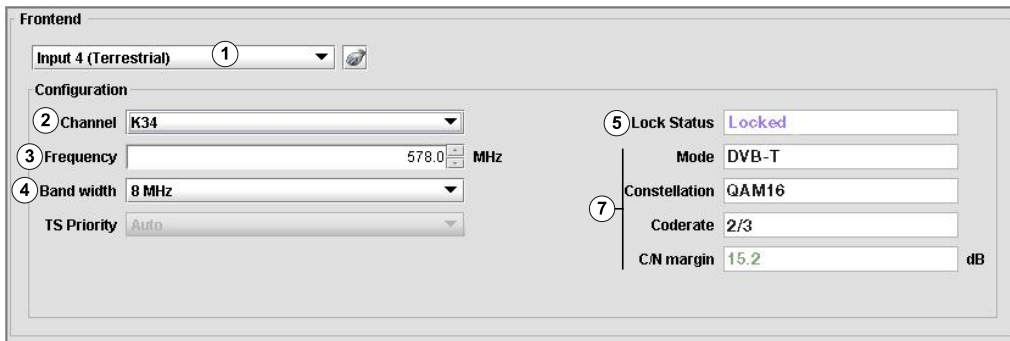 Frontend
Input 4 (Terrestrial) 1
Configuration
2 Channel K34
3 Frequency 578.0 MHz
4 Band width 8 MHz
TS Priority Auto
5 Lock Status Locked
Mode DVB-T
7 Constellation QAM16
Coderate 2/3
C/N margin 15.2 dB